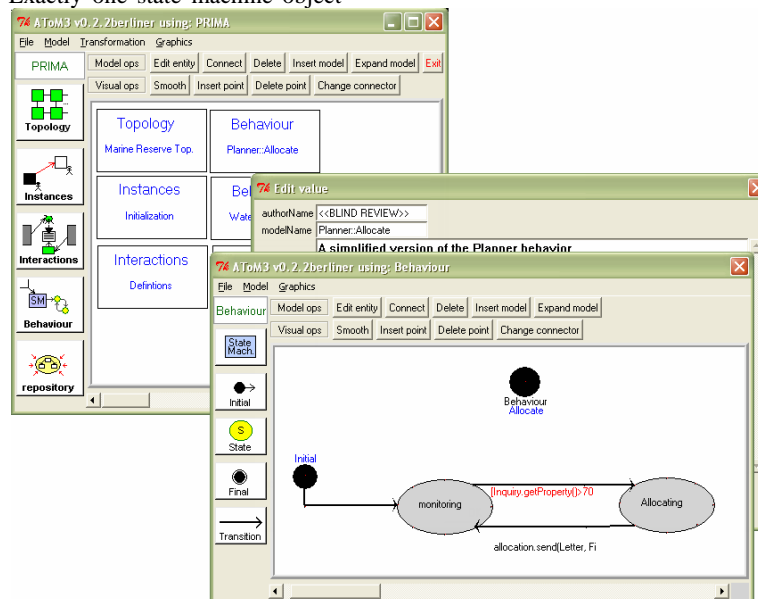 Exactly one state machine object
AToM3 v0.2.2berliner using: PRIMA
File Model Transformation Graphics
PRIMA
Model ops Edit entity Connect Delete Insert model Expand model Exit
Visual ops Smooth Insert point Delete point Change connector
Topology
Instances
Interactions
SM
Behaviour
repository
Topology
Marine Reserve Top.
Behaviour
Planner::Allocate
Instances
Initialization
Be
Wate
Interactions
Defintions
Edit value
authorName <<BLIND REVIEW>>
modelName Planner::Allocate
A simplified version of the Planner behavior
AToM3 v0.2.2berliner using: Behaviour
File Model Graphics
Behaviour
Model ops Edit entity Connect Delete Insert model Expand model
Visual ops Smooth Insert point Delete point Change connector
State
Mach.
Initial
S
State
Final
Transition
Behaviour
Allocate
Initial
monitoring
[Inquiry.getProperty()>70
Allocating
allocation.send(Letter, Fi